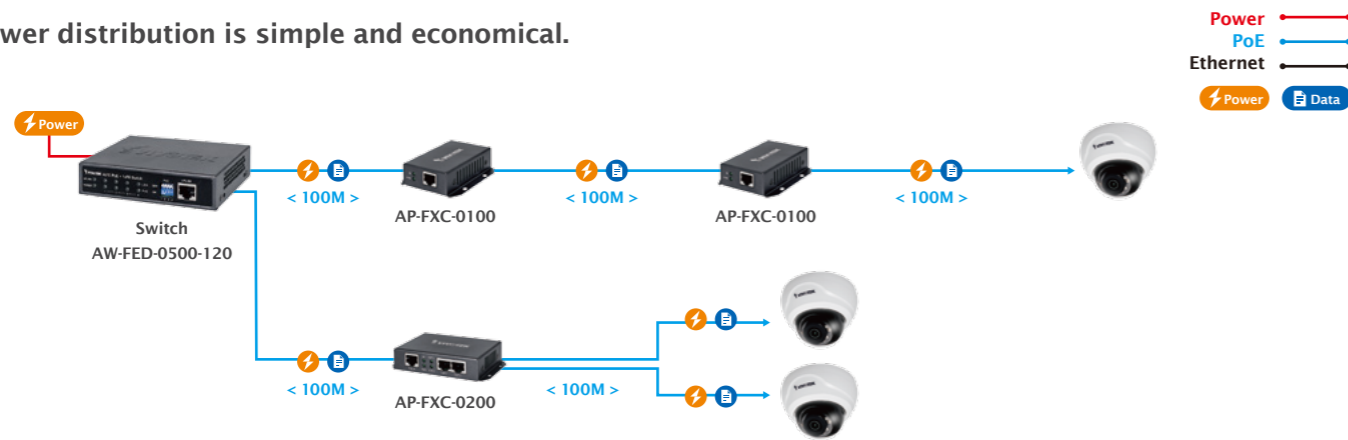 wer distribution is simple and economical.
Power
PoE
Ethernet
Power
Data
Power
< 100M >
AP-FXC-0100
< 100M >
AP-FXC-0100
< 100M >
Switch
AW-FED-0500-120
< 100M >
AP-FXC-0200
< 100M >